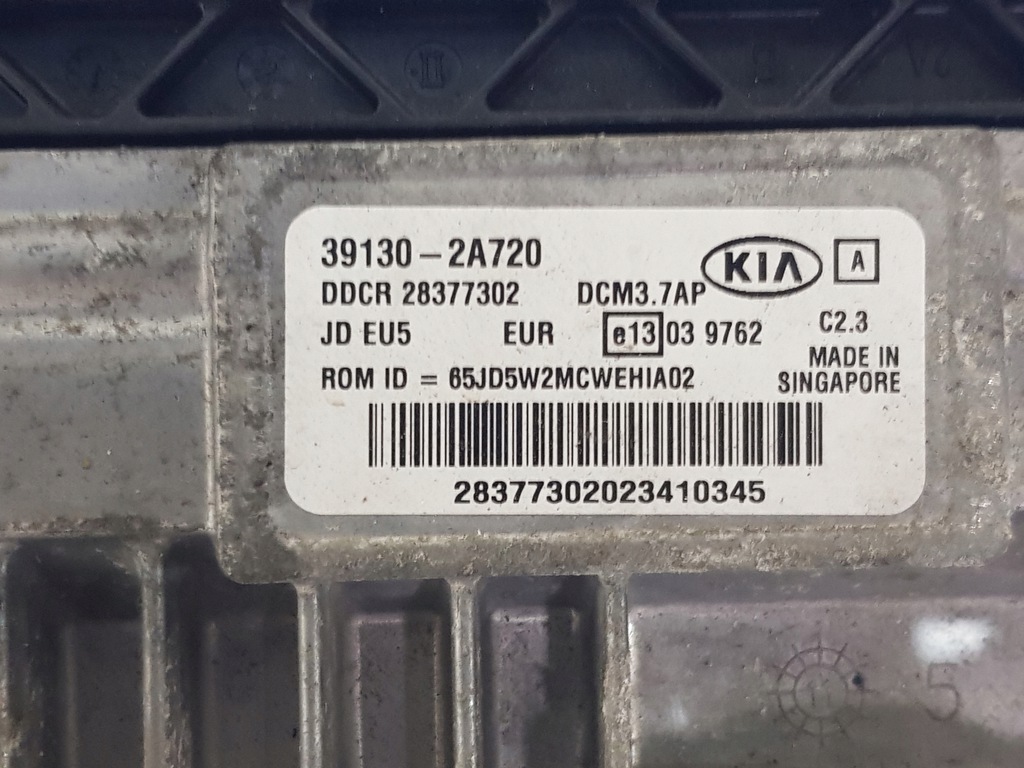 39130-2A720 KIA A
DDCR 28377302 DCM3.7AP
JD EU5 EUR e13 03 9762 C2.3
MADE IN
ROM ID = 65JD5W2MCWEHIA02 SINGAPORE
28377302023410345
5